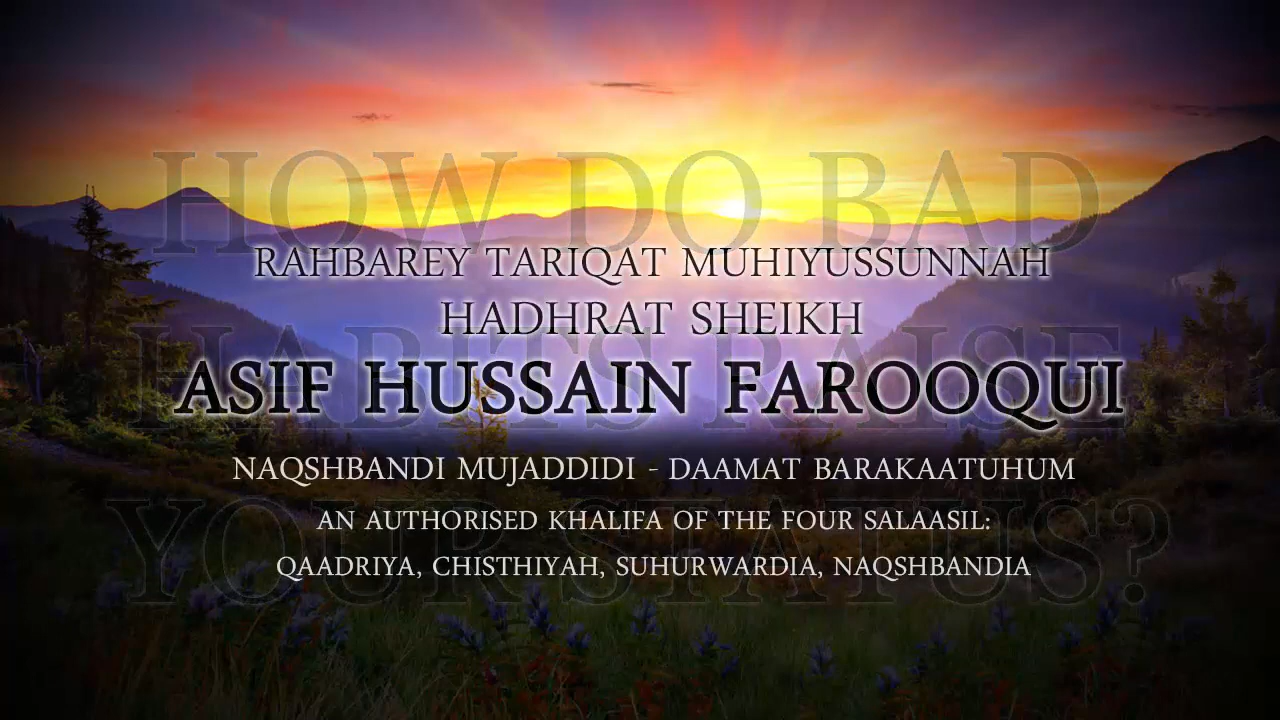 HOW DO BAD
RAHBAREY TARIQAT MUHIYUSSUNNAH
HADHRAT SHEIKH
HABITS RAISE
ASIF HUSSAIN FAROOQUI
NAQSHBANDI MUJADDIDI - DAAMAT BARAKAATUHUM
AN AUTHORISED KHALIFA OF THE FOUR SALAASIL:
YOUR STATUS?
QAADRIYA, CHISTHIYAH, SUHURWARDIA, NAQSHBANDIA